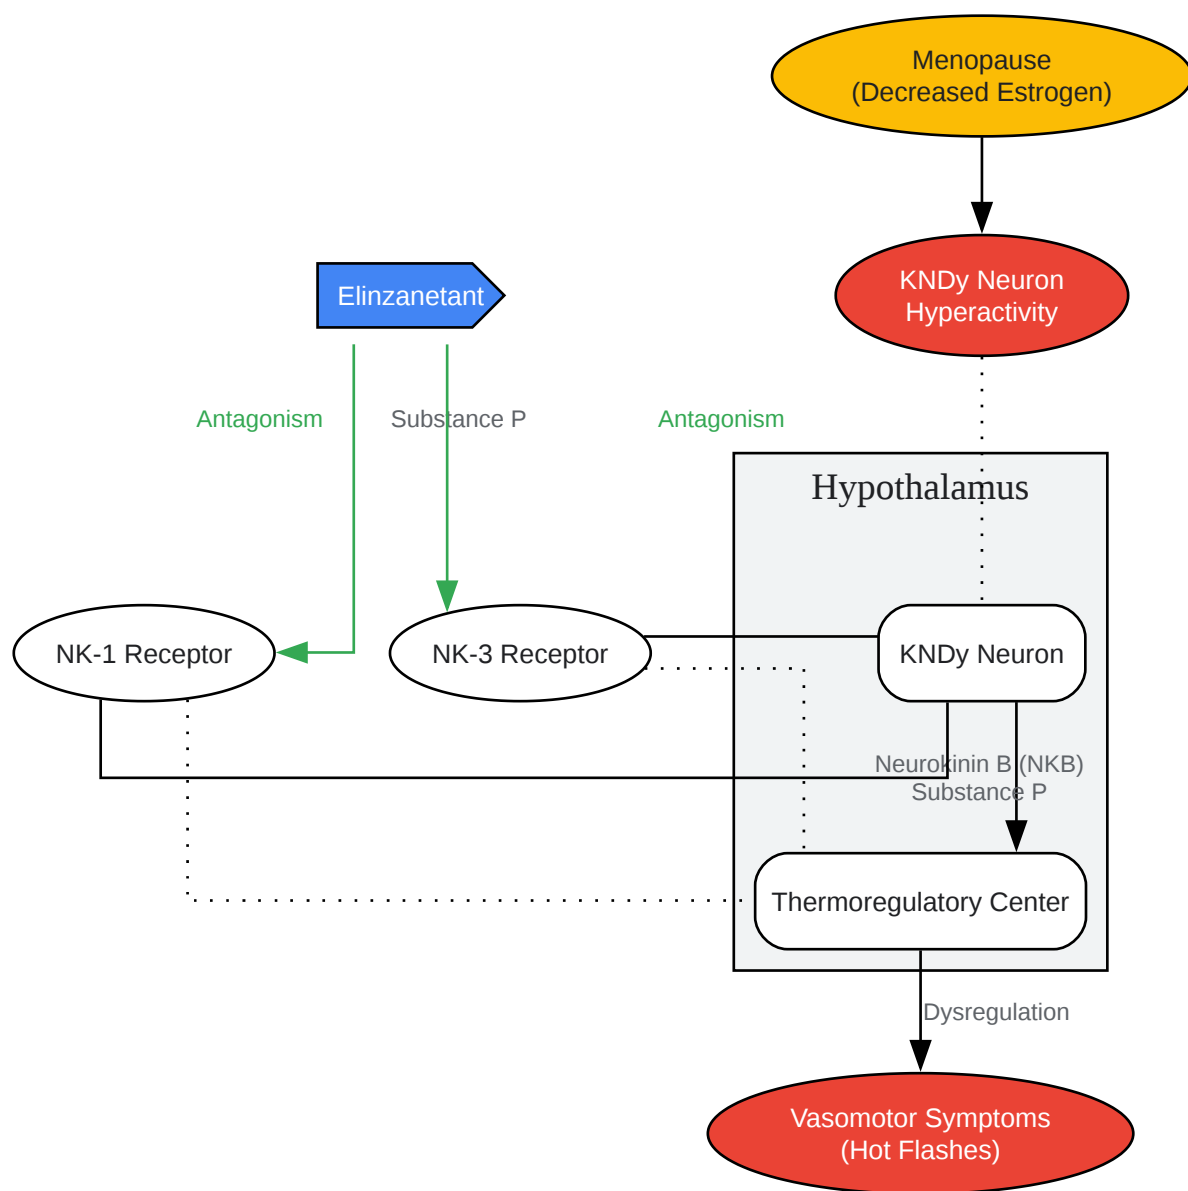 Menopause
(Decreased Estrogen)
KNDy Neuron
Hyperactivity
Elinzanetant
Antagonism
Substance P
Antagonism
Hypothalamus
NK-1 Receptor
NK-3 Receptor
KNDy Neuron
Neurokinin B (NKB)
Substance P
Thermoregulatory Center
Dysregulation
Vasomotor Symptoms
(Hot Flashes)